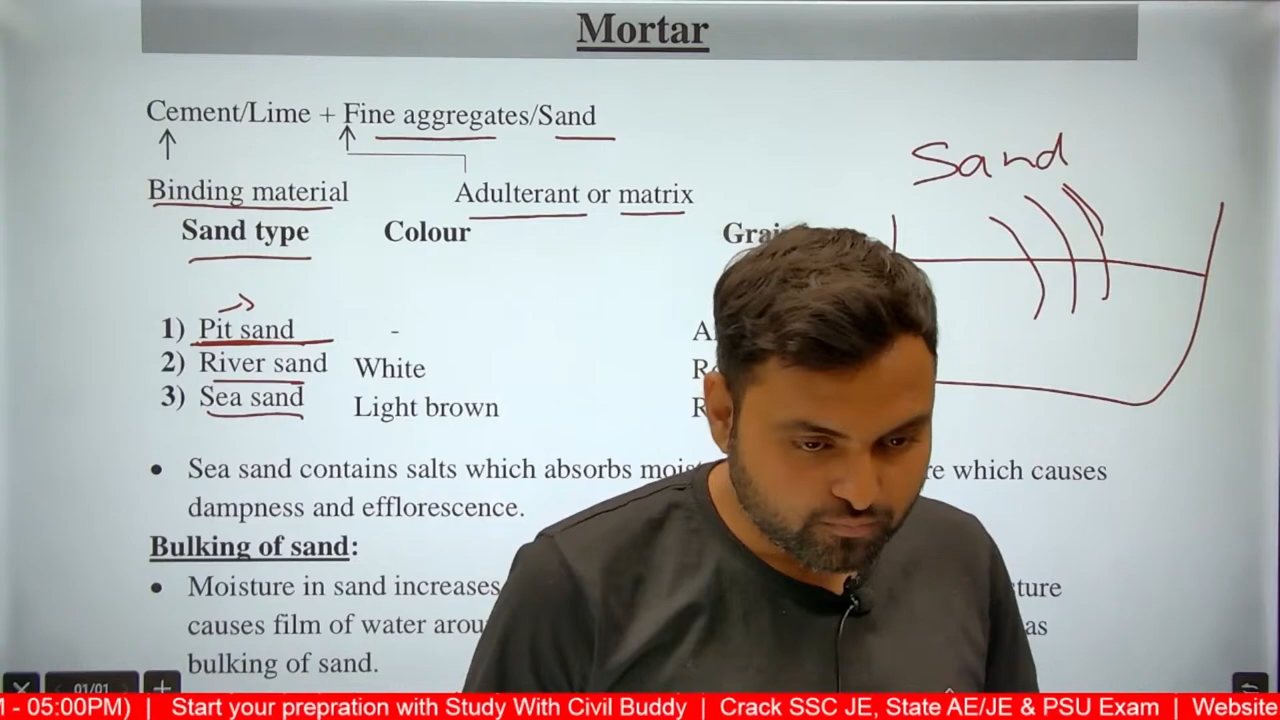 Mortar
Cement/Lime + Fine aggregates/Sand
Sand
Binding material Adulterant or matrix
Sand type Colour
1) Pit sand -
2) River sand White
3) Sea sand Light brown
Sea sand contains salts which absorbs which causes
dampness and efflorescence.
Bulking of sand:
Moisture in sand increases
causes film of water as
bulking of sand.
01/01
05:00PM) | Start your prepration with Study With Civil Buddy | Crack SSC JE, State AE/JE & PSU Exam | Website